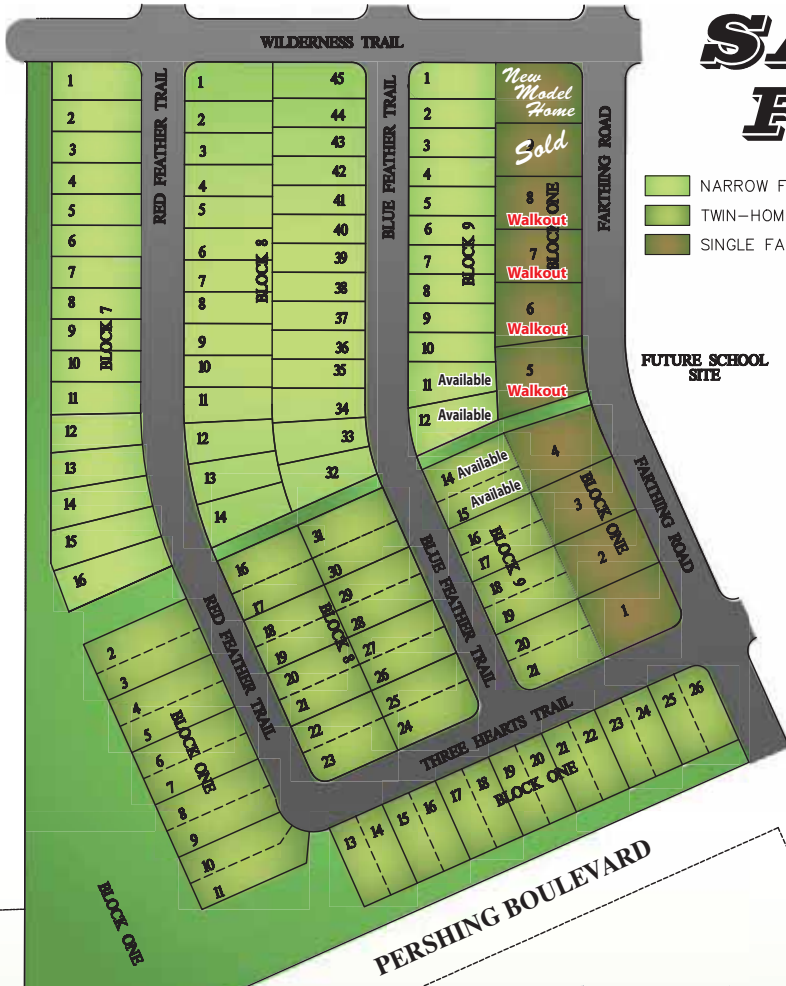 SA
WILDERNESS TRAIL
NARROW F
TWIN-HOM
SINGLE FA
FUTURE SCHOOL
SITE
RED FEATHER TRAIL
BLUE FEATHER TRAIL
FARTHING ROAD
BLOCK 7
1
2
3
4
5
6
7
8
9
10
11
12
13
14
15
16
BLOCK 8
1
2
3
4
5
6
7
8
9
10
11
12
13
14
45
44
43
42
41
40
39
38
37
36
35
34
33
32
BLOCK 9
1
2
3
4
5
6
7
8
9
10
11 Available
12 Available
New
Model
Home
Sold
BLOCK ONE
8
Walkout
7
Walkout
6
Walkout
5
Walkout
4
3
2
1
BLOCK ONE
FARTHING ROAD
14 Available
15 Available
16
17
18
19
20
21
BLOCK 9
BLUE FEATHER TRAIL
31
30
29
28
27
26
25
24
BLOCK 8
16
17
18
19
20
21
22
23
RED FEATHER TRAIL
2
3
4
5
6
7
8
9
10
11
BLOCK ONE
THREE HEARTS TRAIL
13
14
15
16
17
18
19
20
21
22
23
24
25
26
BLOCK ONE
BLOCK ONE
PERSHING BOULEVARD